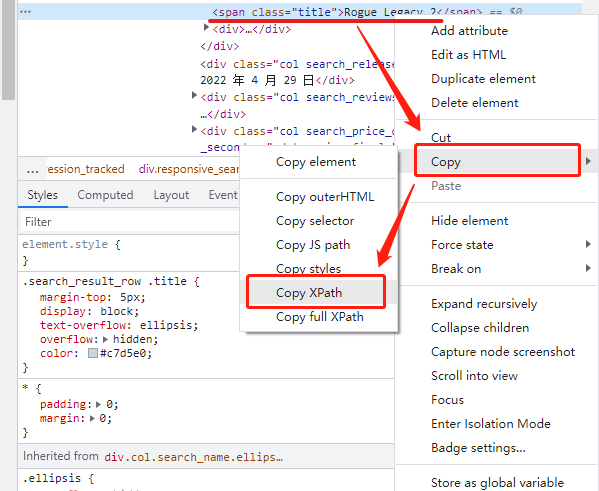 … <span class="title">Rogue Legacy 2</span> == $0
▶<div>…</div>
</div>
<div class="col search_releas
2022 年 4 月 29 日</div>
▶<div class="col search_reviews
…</div>
▶<div class="col search_price_d
… ession_tracked div.responsive_sear
Styles Computed Layout Event
Filter
element.style {
}
.search_result_row .title {
margin-top: 5px;
display: block;
text-overflow: ellipsis;
overflow:▶ hidden;
color: #c7d5e0;
}
* {
padding:▶ 0;
margin:▶ 0;
}
Inherited from div.col.search_name.ellips…
.ellipsis {
Copy element
Copy outerHTML
Copy selector
Copy JS path
Copy styles
Copy XPath
Copy full XPath
Add attribute
Edit as HTML
Duplicate element
Delete element
Cut
Copy
Paste
Hide element
Force state
Break on
Expand recursively
Collapse children
Capture node screenshot
Scroll into view
Focus
Enter Isolation Mode
Badge settings...
Store as global variable